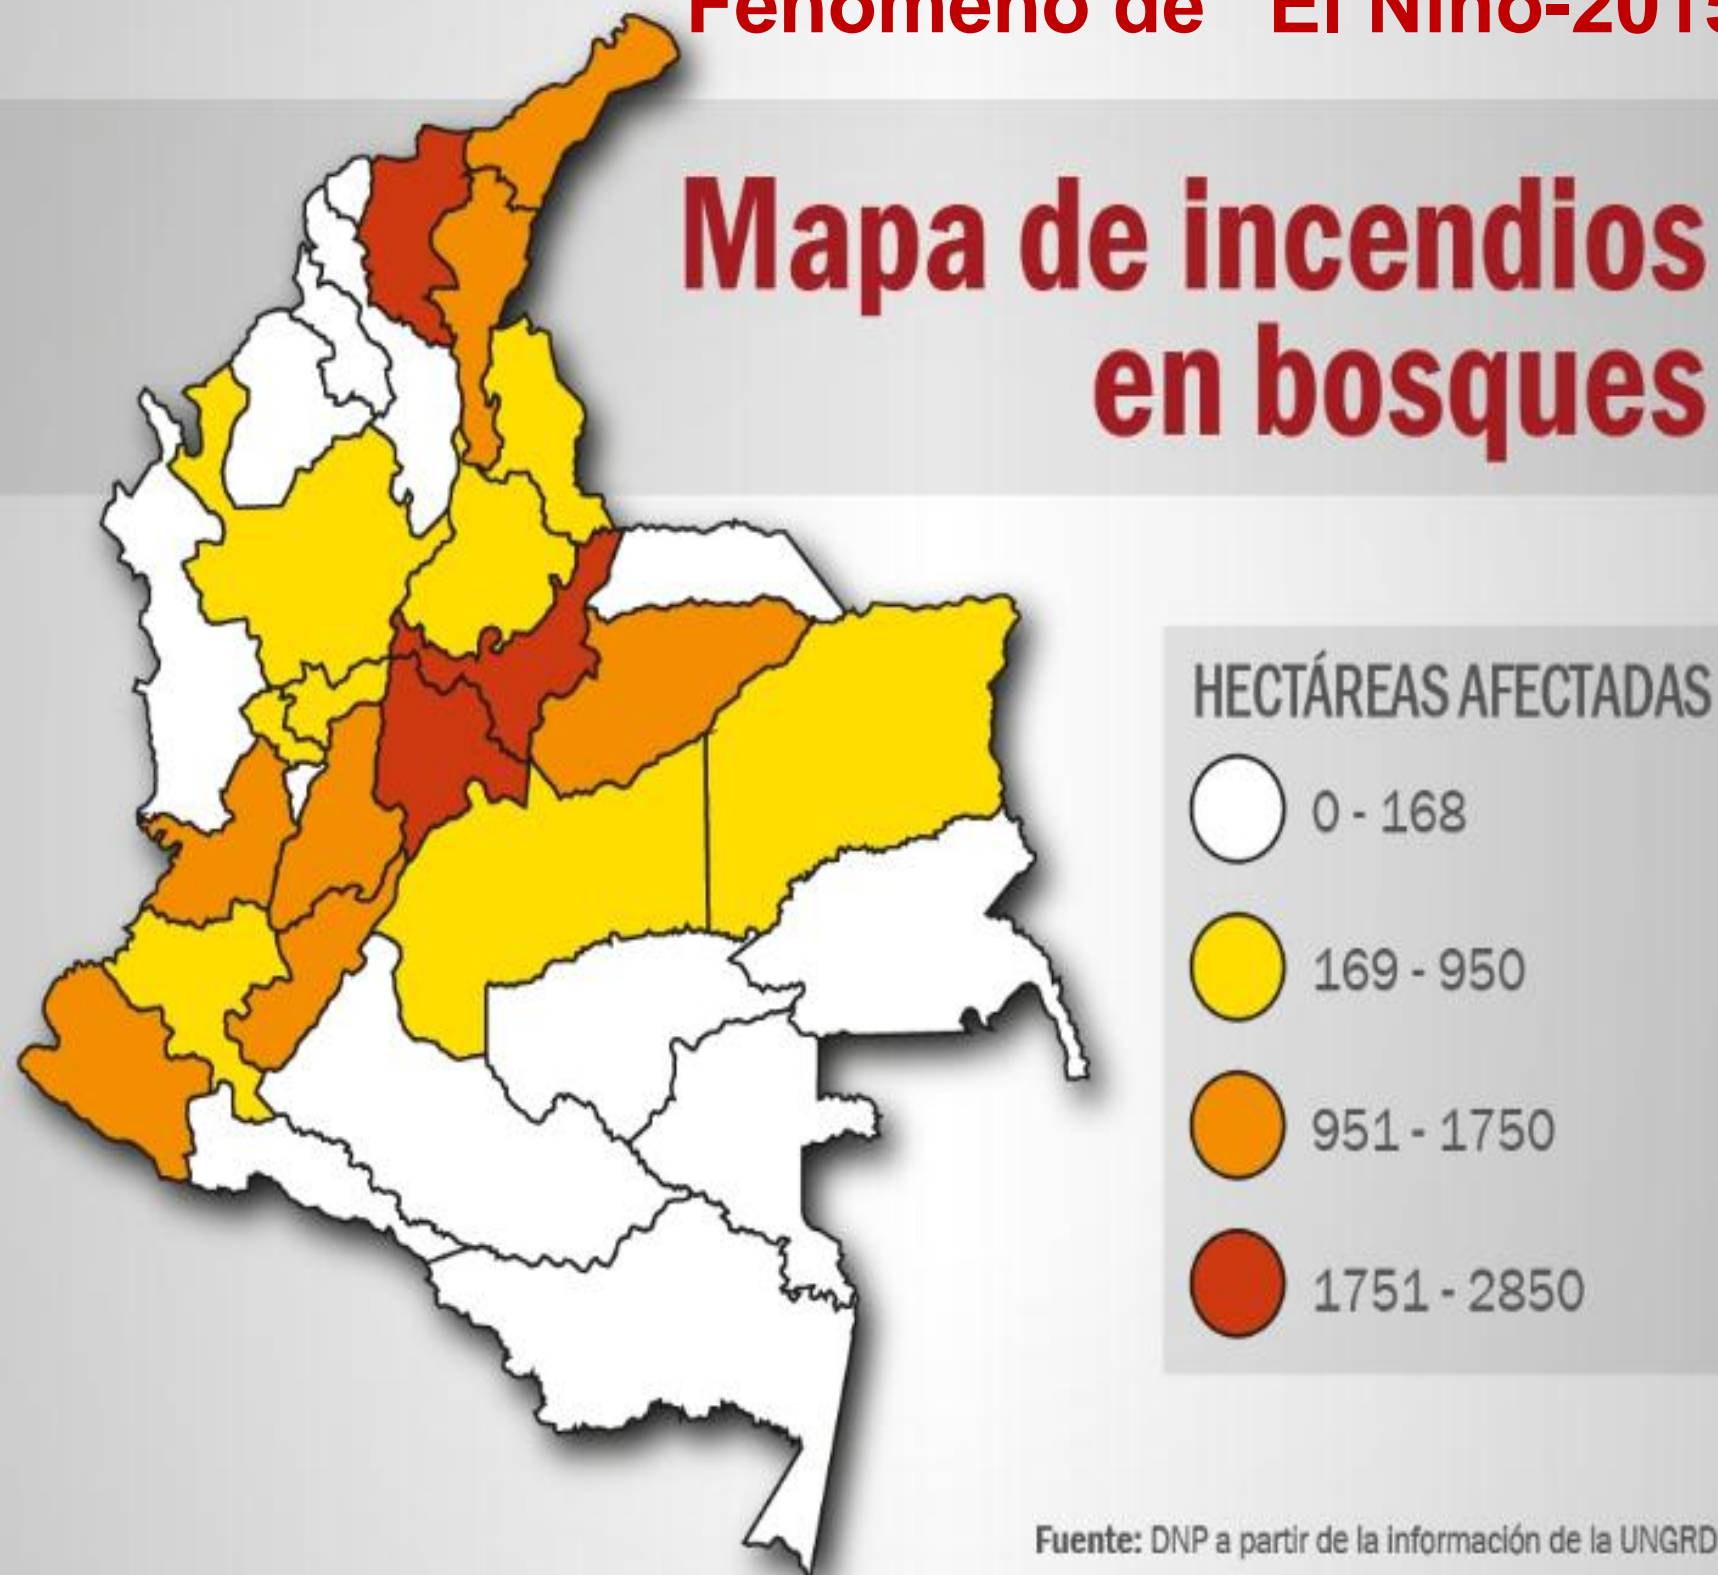 Fenómeno de "El Niño-2015
Mapa de incendios
en bosques
HECTÁREAS AFECTADAS
0 - 168
169 - 950
951 - 1750
1751 - 2850
Fuente: DNP a partir de la información de la UNGRD